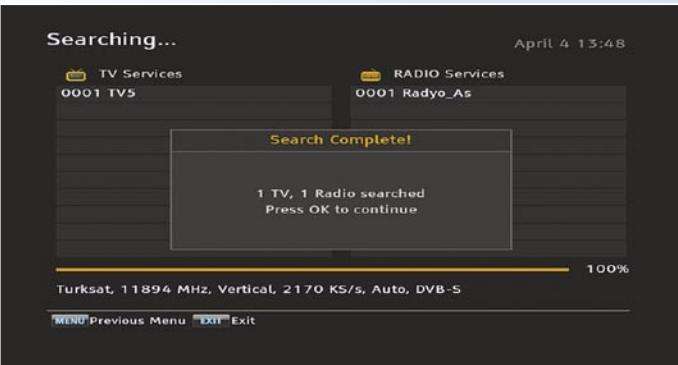 Searching...
April 4 13:48
TV Services
RADIO Services
0001 TV5
0001 Radyo_As
Search Complete!
1 TV, 1 Radio searched
Press OK to continue
100%
Turksat, 11894 MHz, Vertical, 2170 KS/s, Auto, DVB-S
MENU Previous Menu EXIT Exit